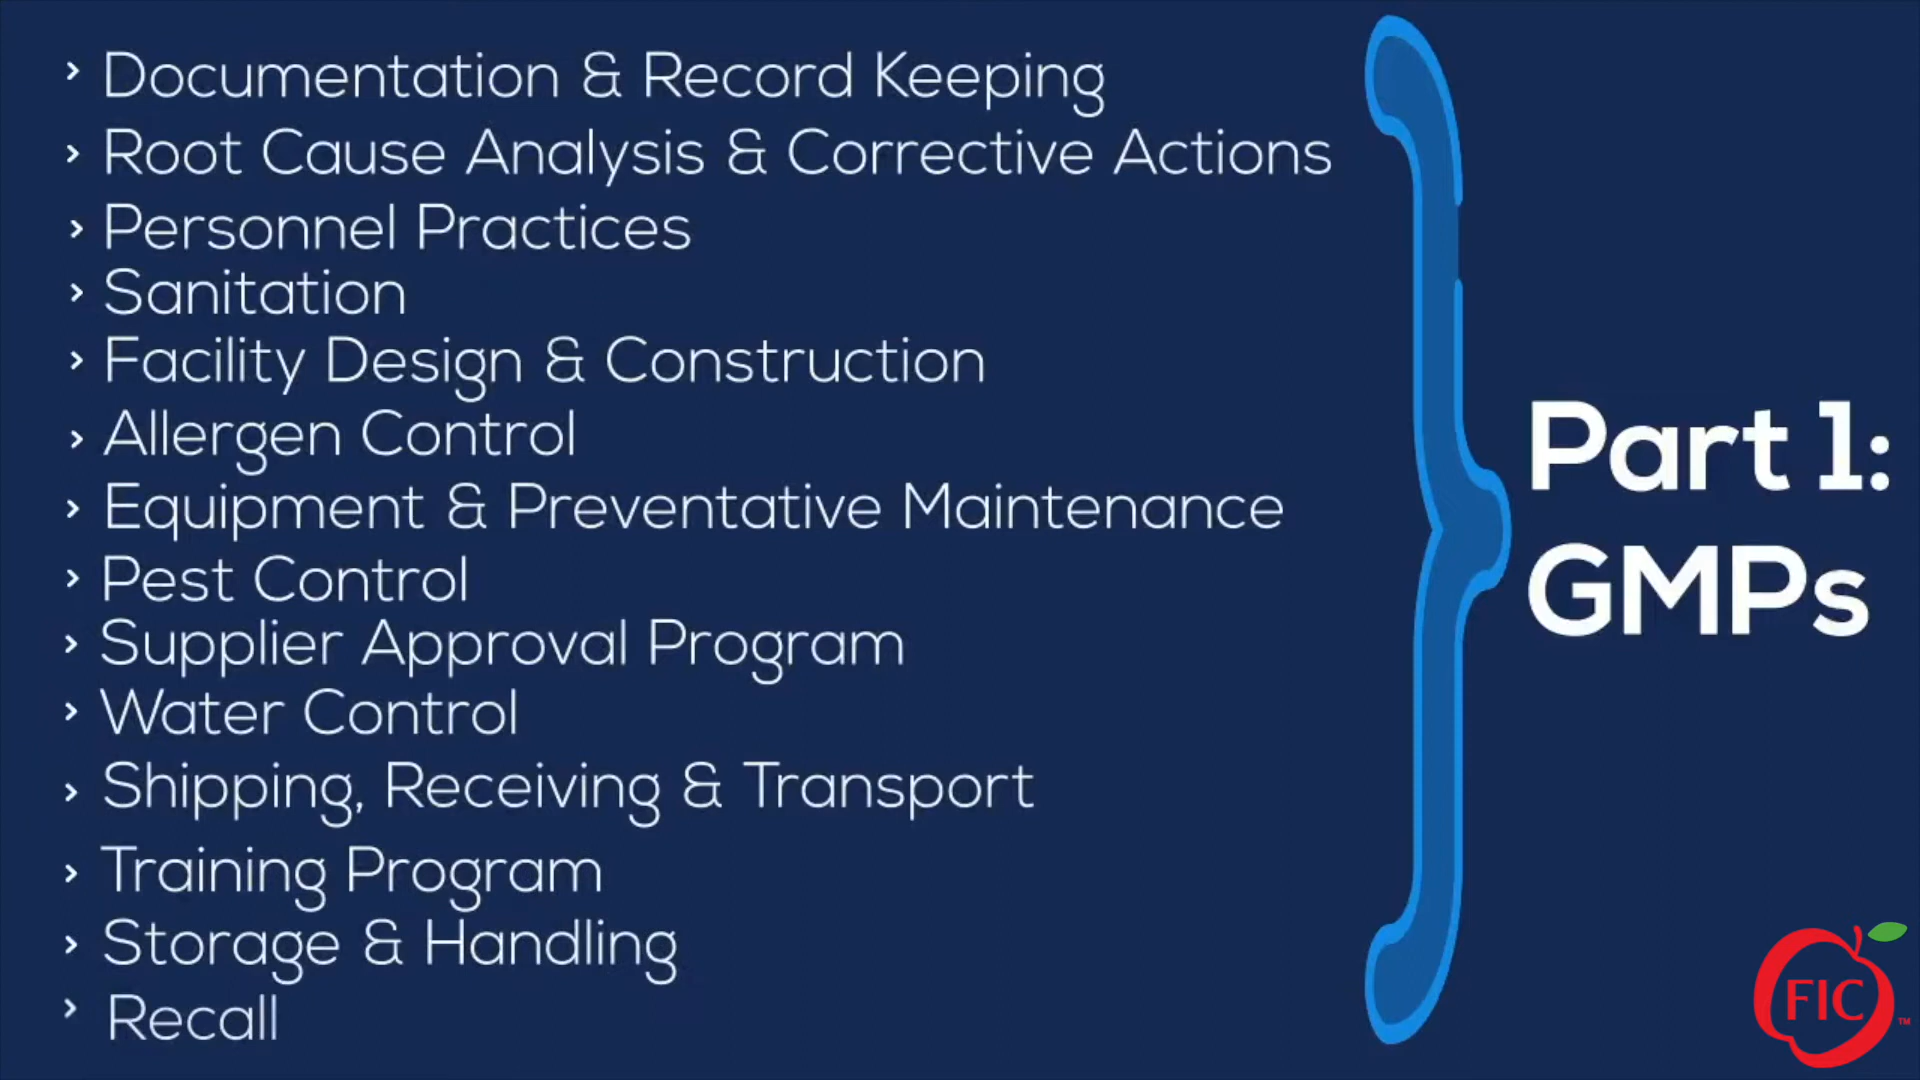 › Documentation & Record Keeping
› Root Cause Analysis & Corrective Actions
› Personnel Practices
› Sanitation
› Facility Design & Construction
› Allergen Control
› Equipment & Preventative Maintenance
› Pest Control
› Supplier Approval Program
› Water Control
› Shipping, Receiving & Transport
› Training Program
› Storage & Handling
› Recall
Part 1:
GMPs
FIC
TM